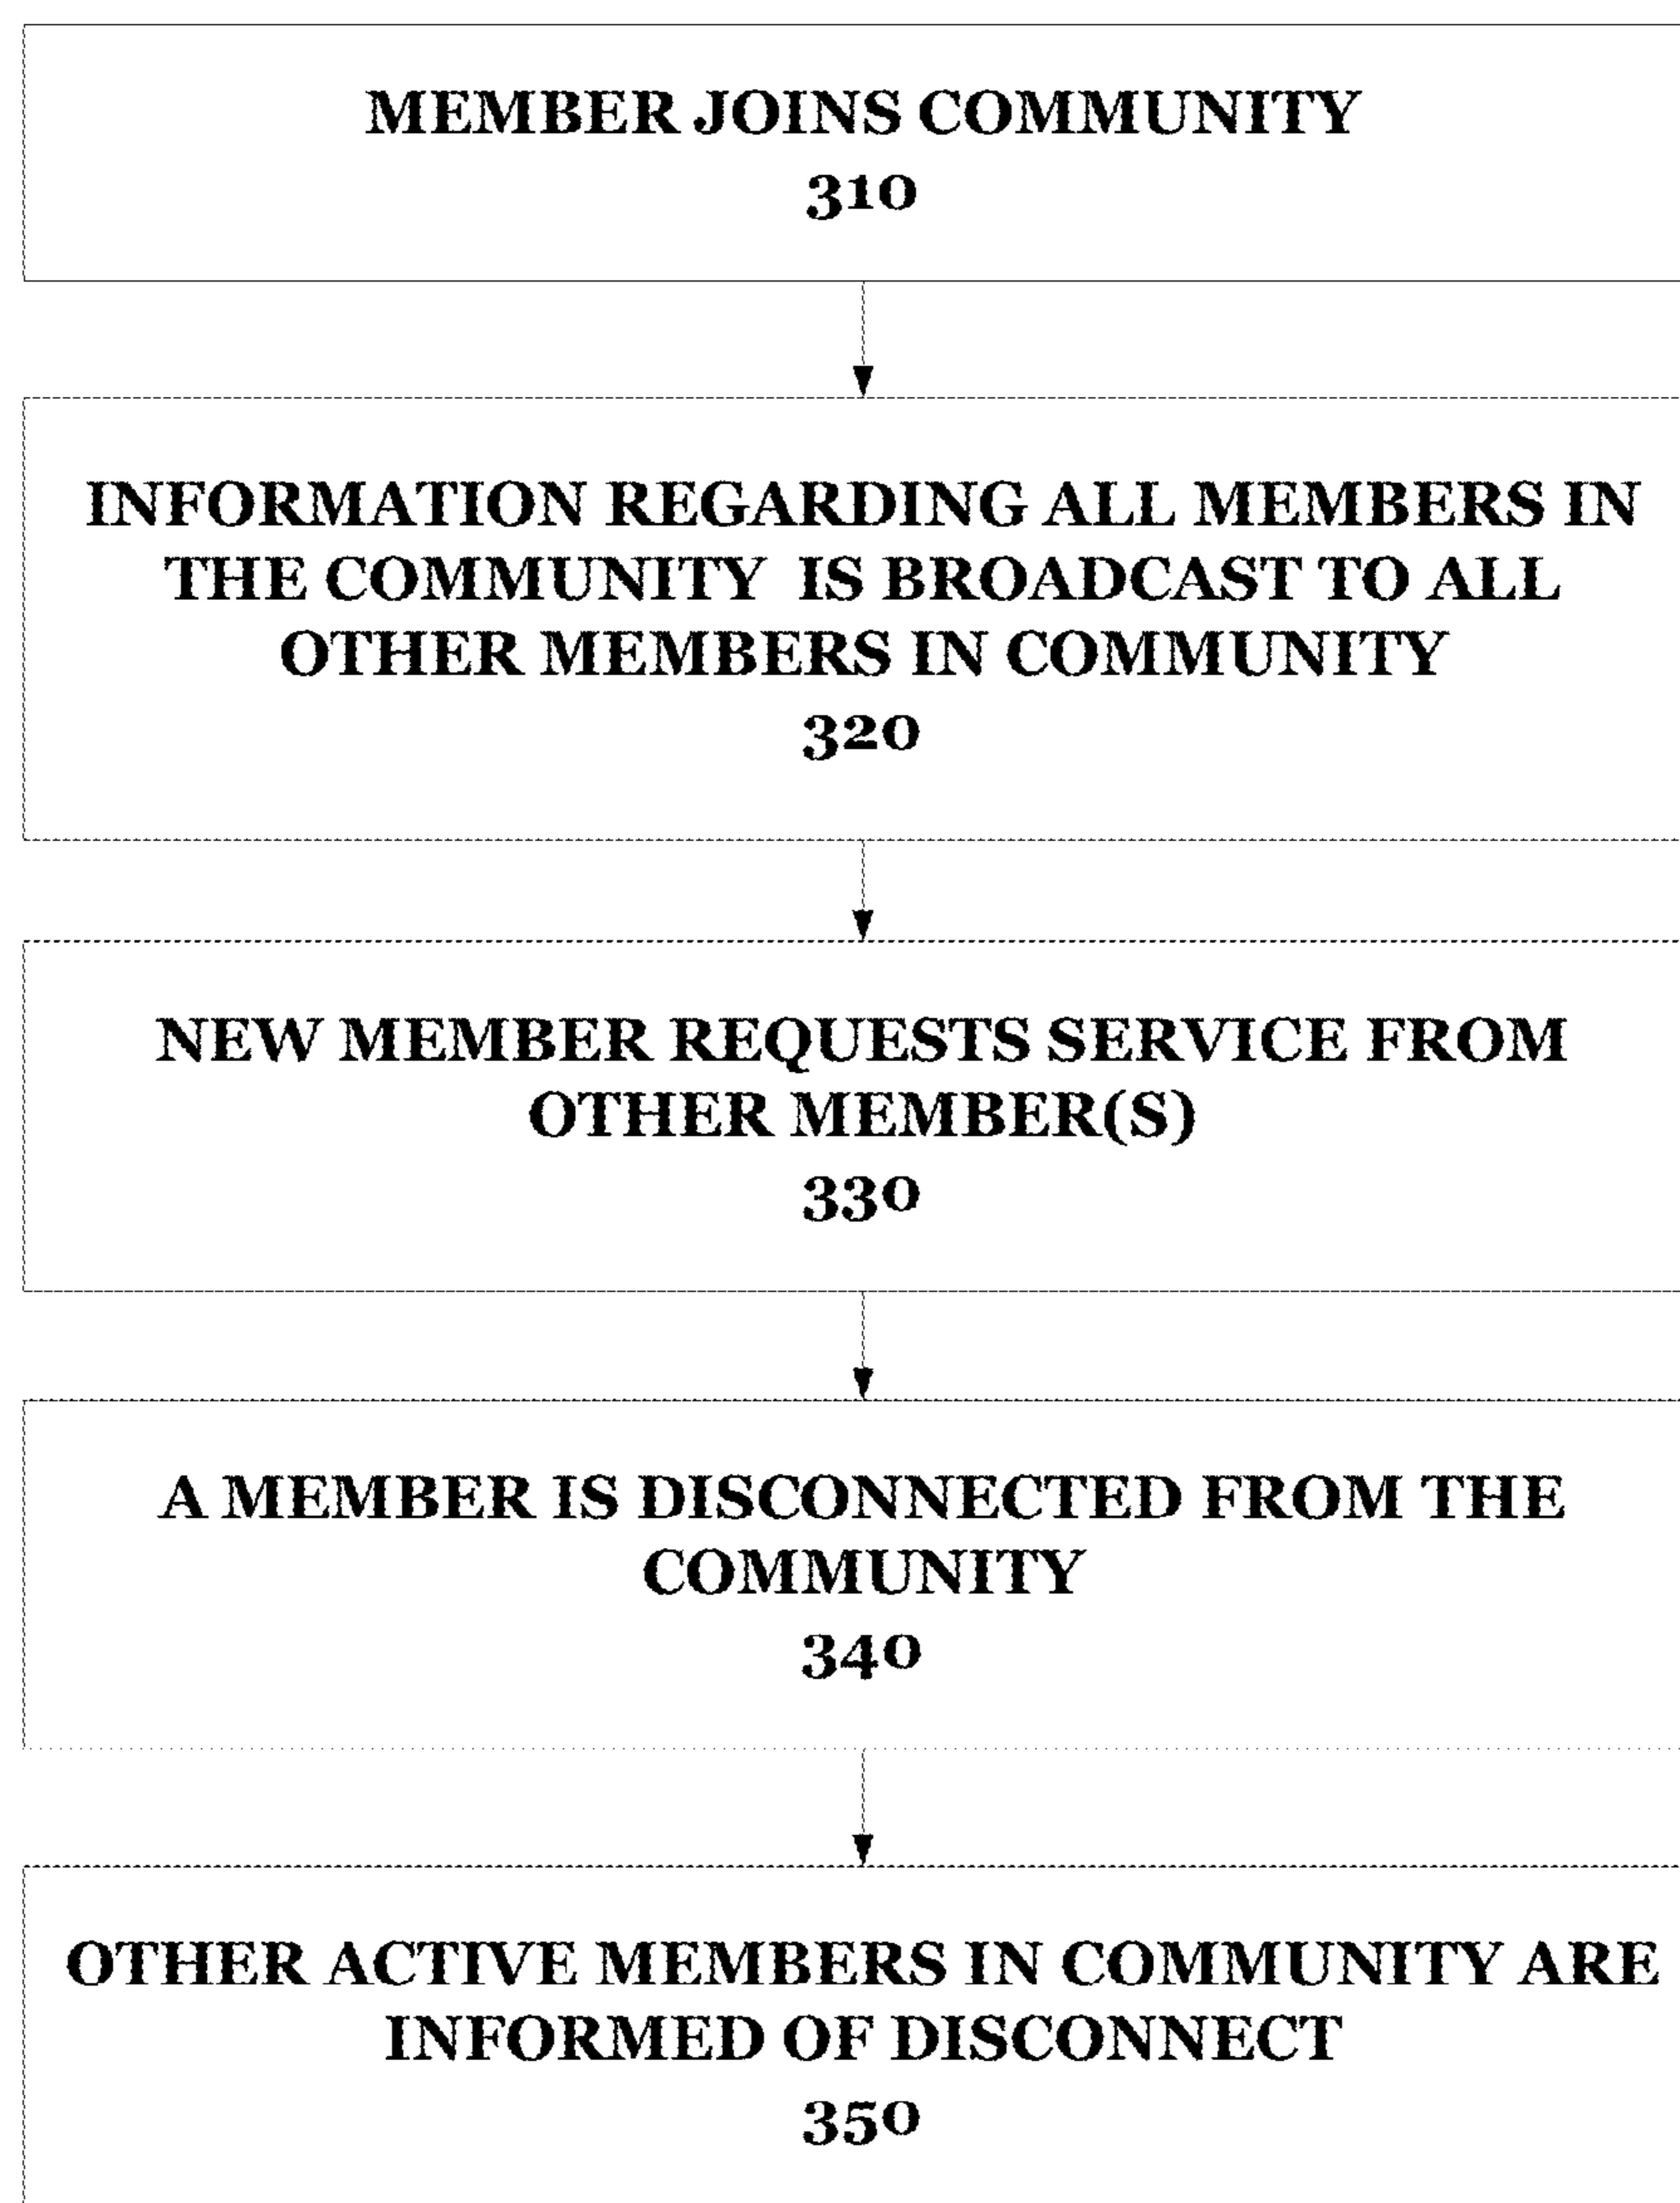 MEMBER JOINS COMMUNITY
310
INFORMATION REGARDING ALL MEMBERS IN
THE COMMUNITY IS BROADCAST TO ALL
OTHER MEMBERS IN COMMUNITY
320
NEW MEMBER REQUESTS SERVICE FROM
OTHER MEMBER(S)
330
A MEMBER IS DISCONNECTED FROM THE
COMMUNITY
340
OTHER ACTIVE MEMBERS IN COMMUNITY ARE
INFORMED OF DISCONNECT
350